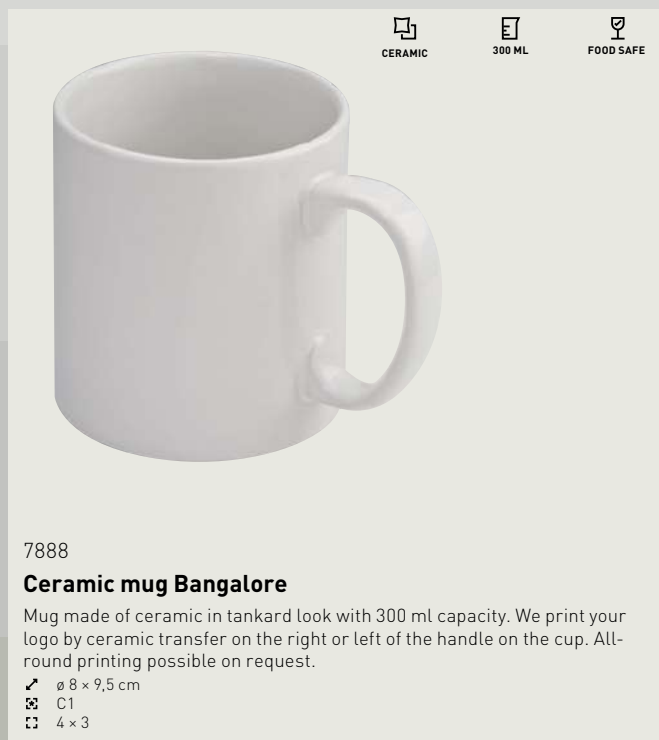 CERAMIC
300 ML
FOOD SAFE
7888
Ceramic mug Bangalore
Mug made of ceramic in tankard look with 300 ml capacity. We print your
logo by ceramic transfer on the right or left of the handle on the cup. All-
round printing possible on request.
ø 8 × 9,5 cm
C1
4 × 3